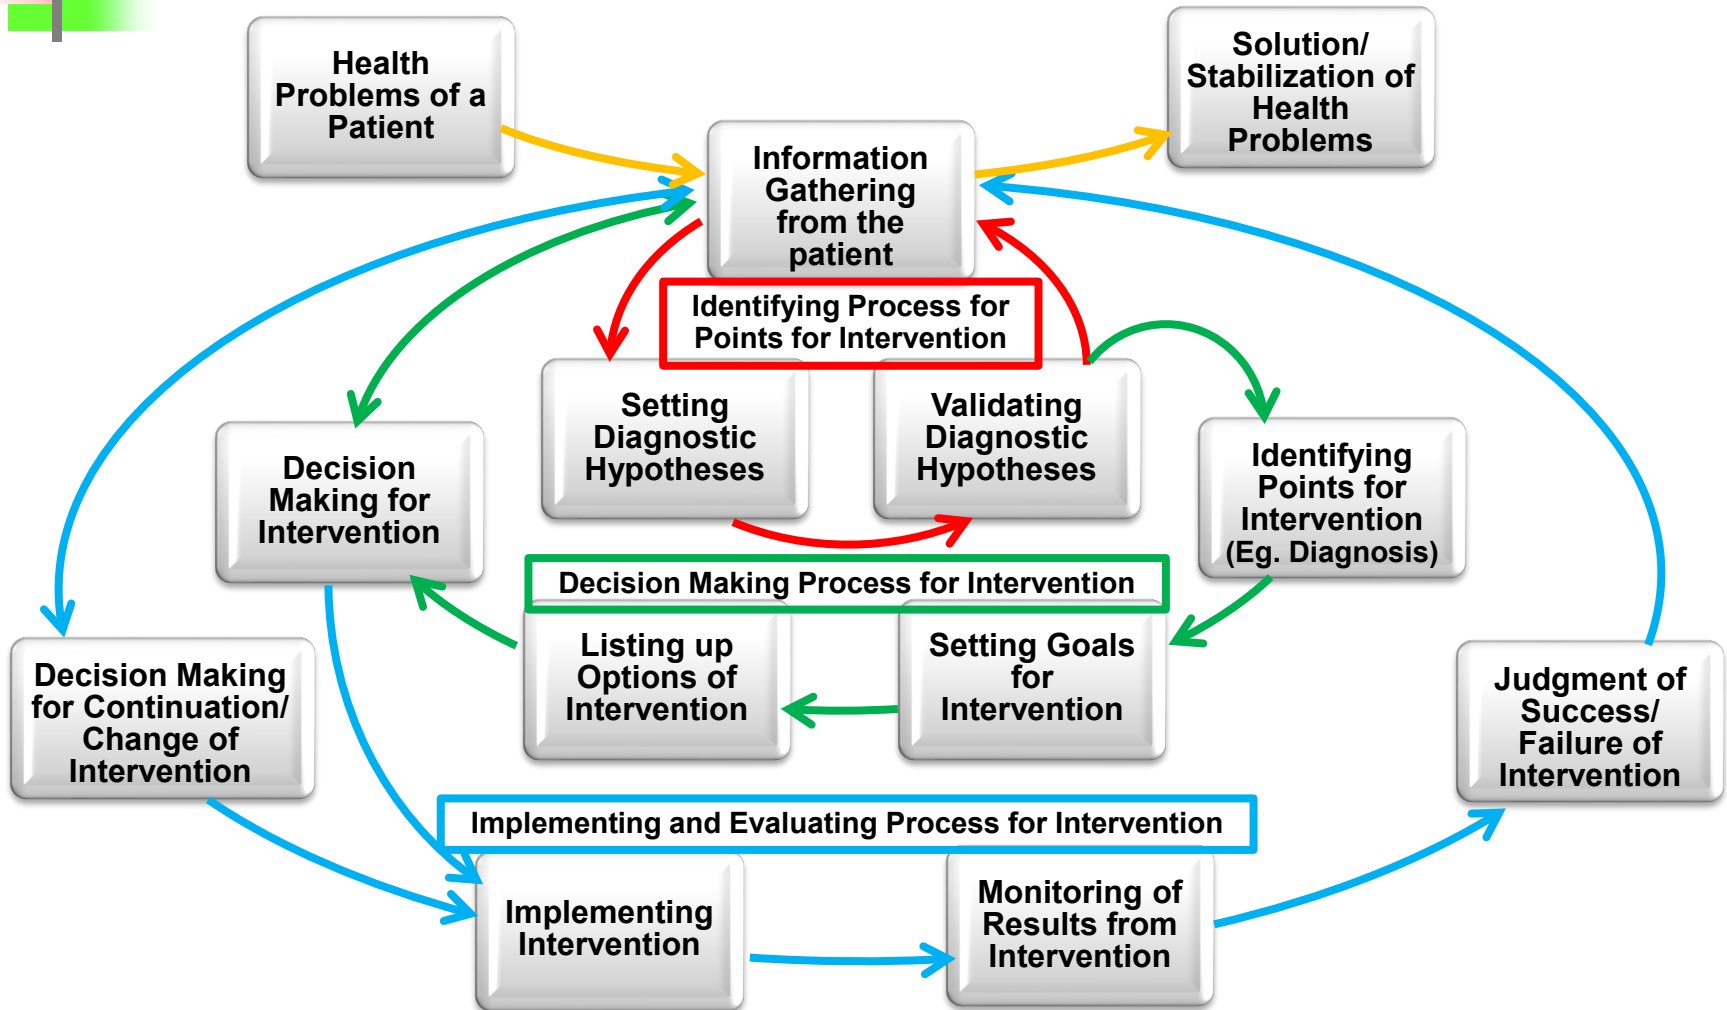 Health
Problems of a
Patient
Solution/
Stabilization of
Health
Problems
Information
Gathering
from the
patient
Identifying Process for
Points for Intervention
Setting
Diagnostic
Hypotheses
Validating
Diagnostic
Hypotheses
Decision
Making for
Intervention
Identifying
Points for
Intervention
(Eg. Diagnosis)
Decision Making Process for Intervention
Listing up
Options of
Intervention
Setting Goals
for
Intervention
Decision Making
for Continuation/
Change of
Intervention
Judgment of
Success/
Failure of
Intervention
Implementing and Evaluating Process for Intervention
Implementing
Intervention
Monitoring of
Results from
Intervention